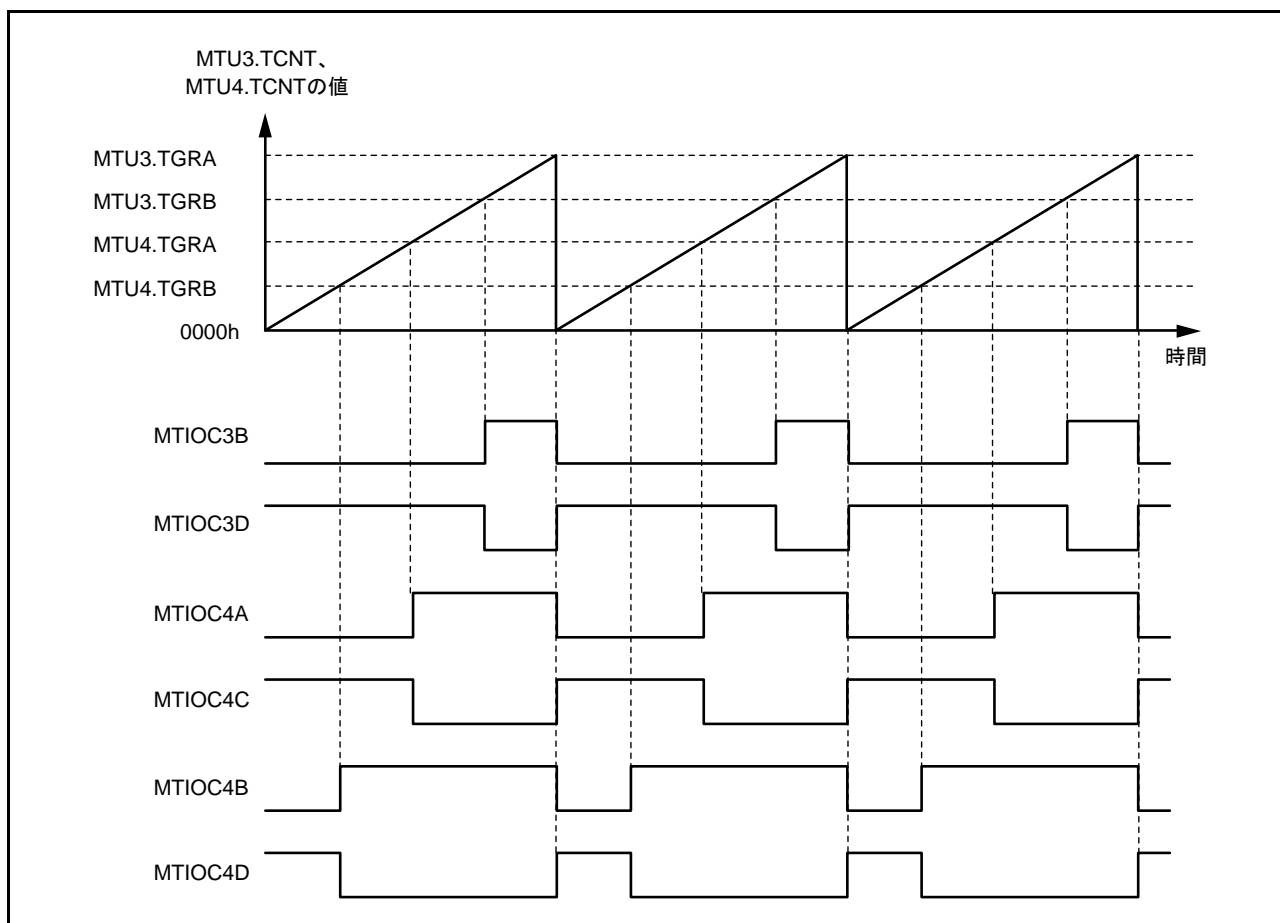 MTU3.TCNT、
MTU4.TCNTの値
MTU3.TGRA
MTU3.TGRB
MTU4.TGRA
MTU4.TGRB
0000h
時間
MTIOC3B
MTIOC3D
MTIOC4A
MTIOC4C
MTIOC4B
MTIOC4D